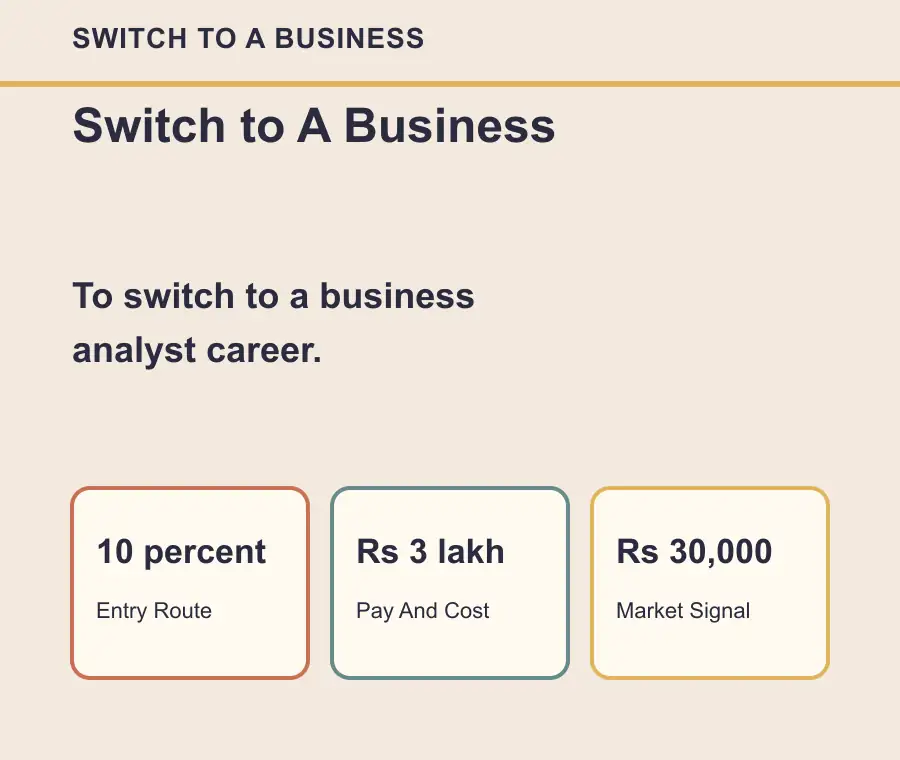 SWITCH TO A BUSINESS
Switch to A Business
To switch to a business
analyst career.
10 percent
Entry Route
Rs 3 lakh
Pay And Cost
Rs 30,000
Market Signal